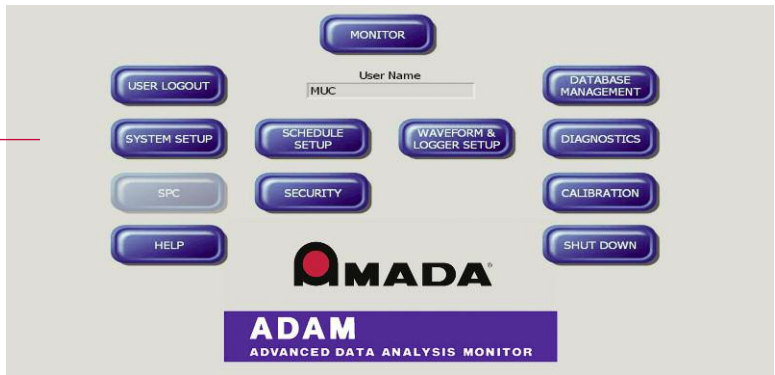 MONITOR
USER LOGOUT
User Name
MUC
DATABASE
MANAGEMENT
SYSTEM SETUP
SCHEDULE
SETUP
WAVEFORM &
LOGGER SETUP
DIAGNOSTICS
SPC
SECURITY
CALIBRATION
HELP
SHUT DOWN
AMADA
ADAM
ADVANCED DATA ANALYSIS MONITOR